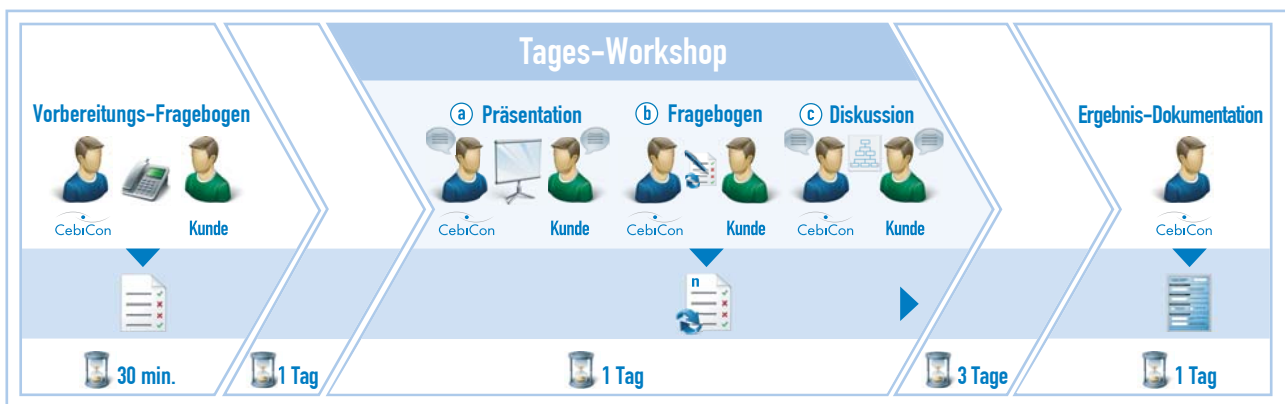 Tages-Workshop
Vorbereitungs-Fragebogen
a Präsentation
b Fragebogen
c Diskussion
Ergebnis-Dokumentation
CebiCon Kunde
CebiCon Kunde
CebiCon Kunde
CebiCon Kunde
CebiCon
n
30 min.
1 Tag
1 Tag
3 Tage
1 Tag